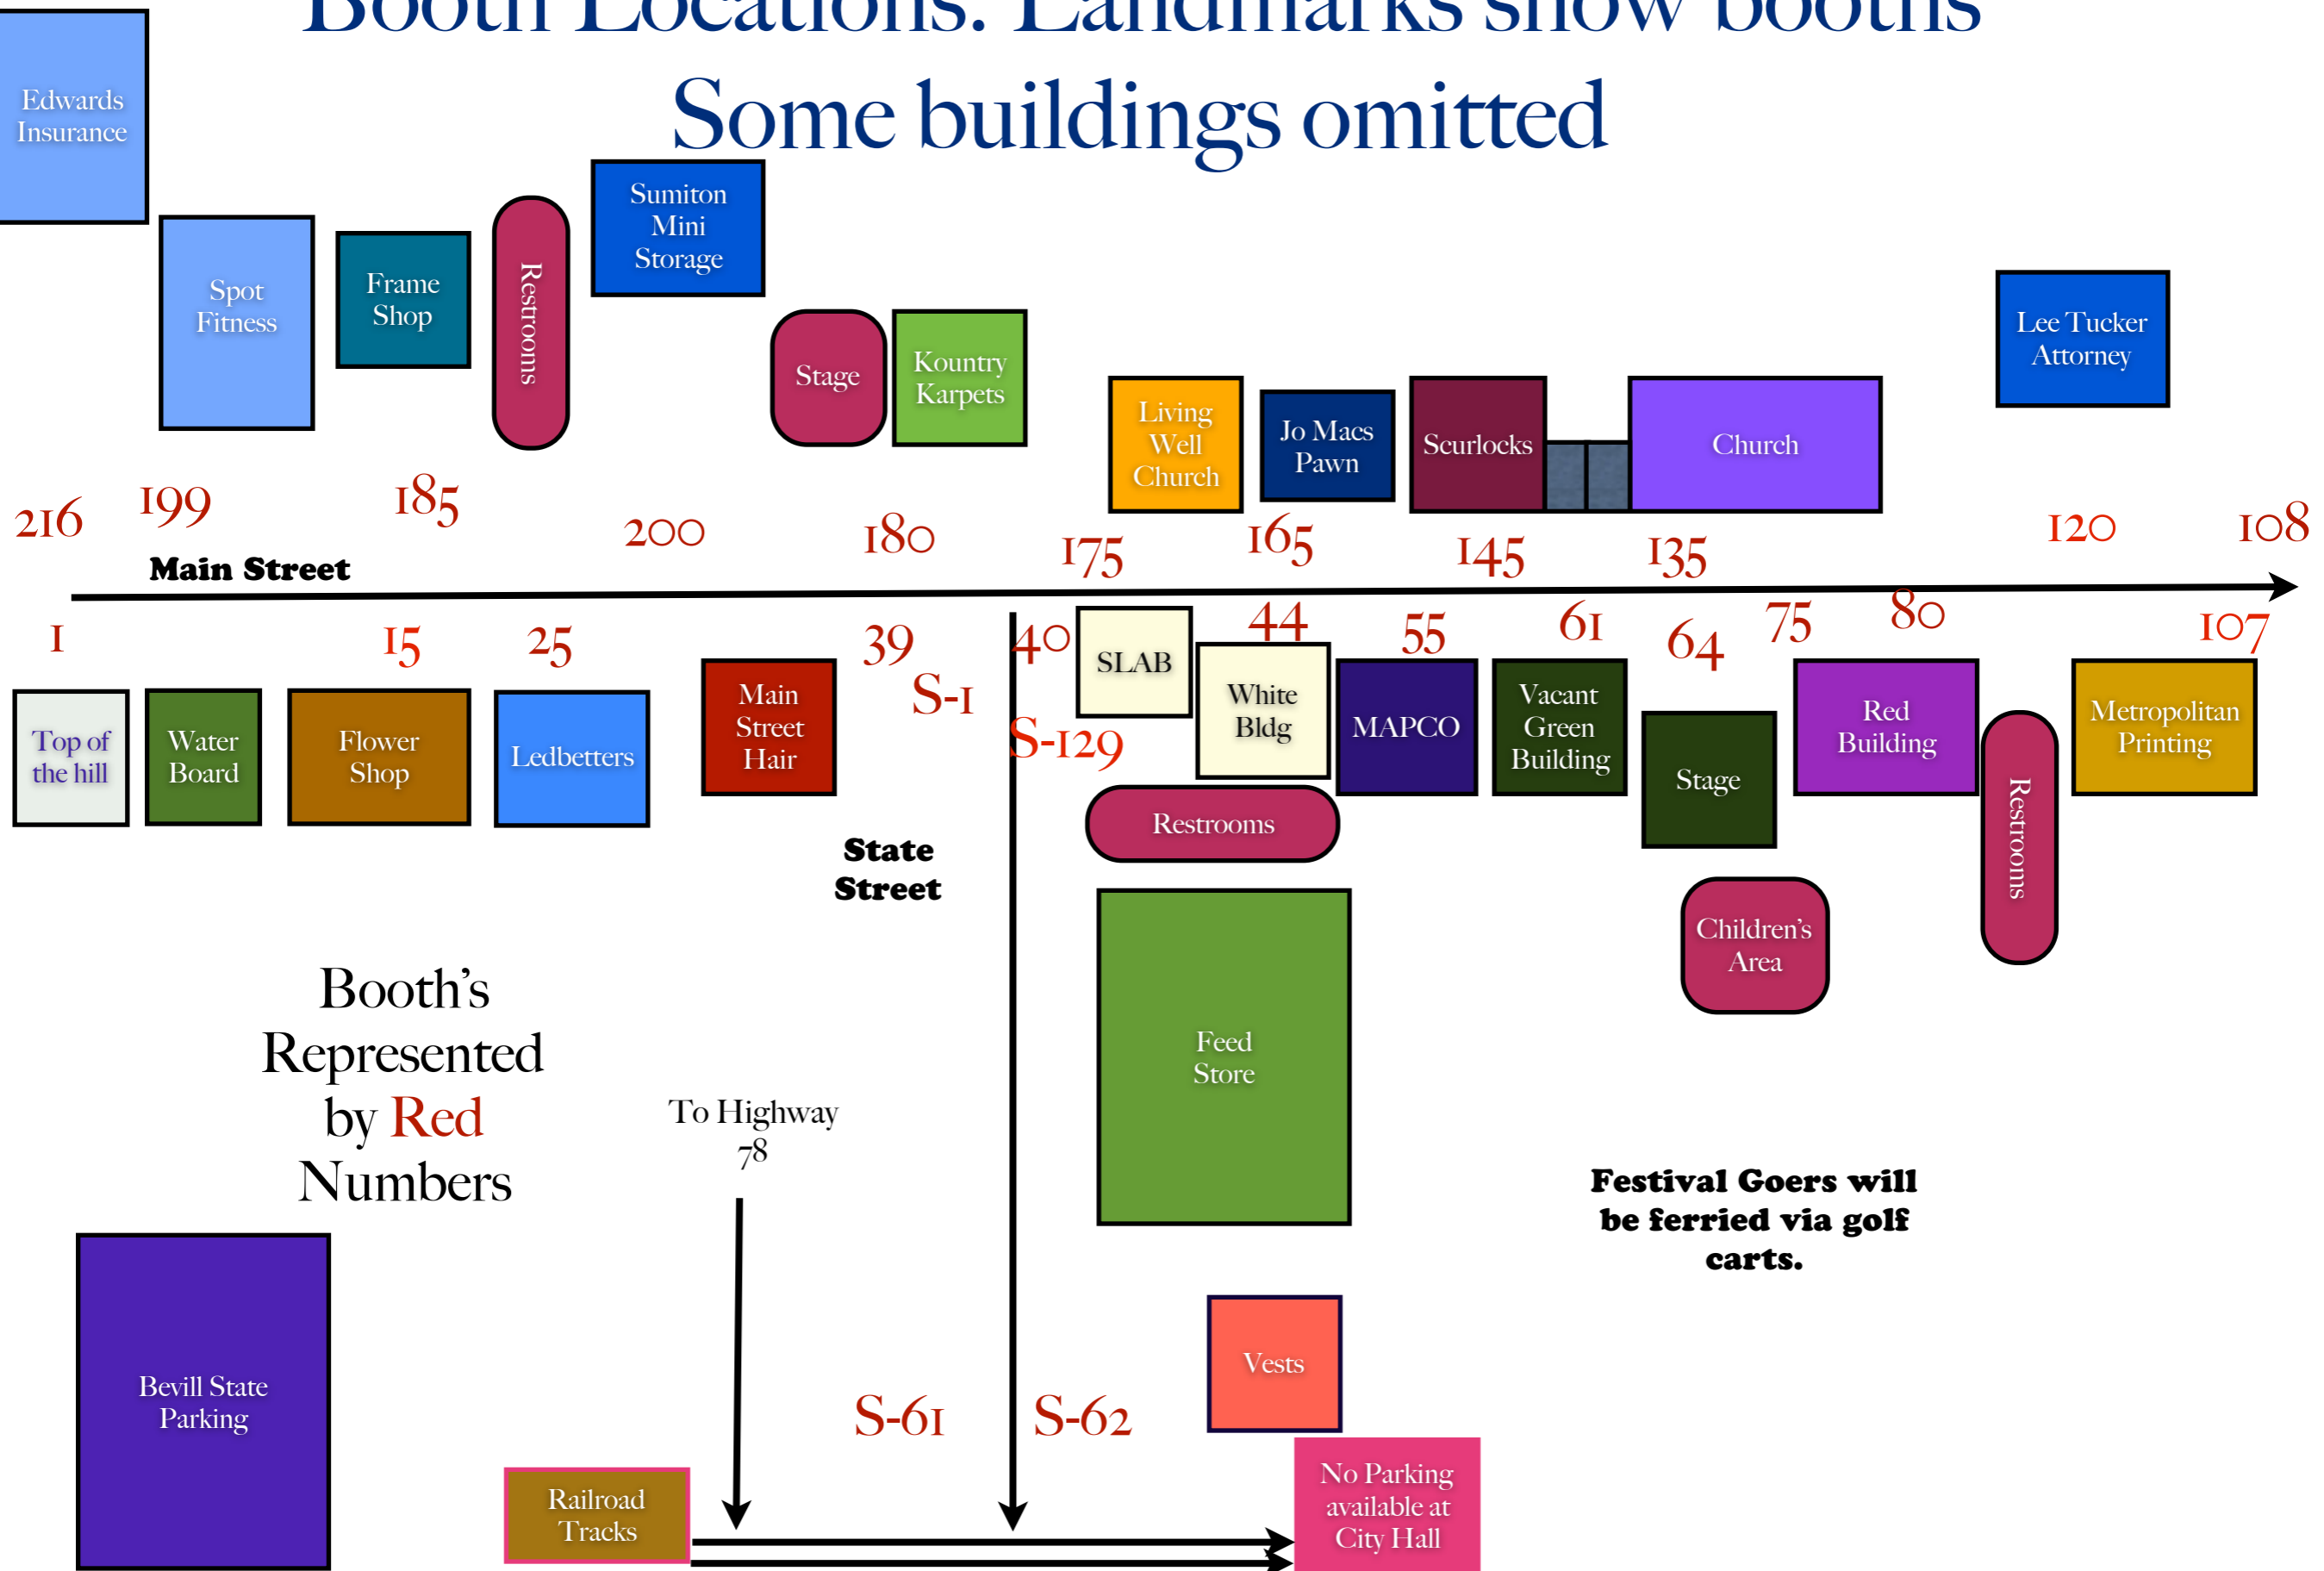 Booth Locations. Landmarks show booths
Some buildings omitted
Edwards
Insurance
Spot
Fitness
Frame
Shop
Restrooms
Sumiton
Mini
Storage
Stage
Kountry
Karpets
Living
Well
Church
Jo Macs
Pawn
Scurlocks
Church
Lee Tucker
Attorney
216
199
185
200
180
175
165
145
135
120
108
Main Street
1
15
25
39
40
44
55
61
64
75
80
107
S-1
S-129
Top of
the hill
Water
Board
Flower
Shop
Ledbetters
Main
Street
Hair
SLAB
White
Bldg
MAPCO
Vacant
Green
Building
Stage
Red
Building
Restrooms
Metropolitan
Printing
Restrooms
State
Street
Children's
Area
Feed
Store
Booth's
Represented
by Red
Numbers
To Highway
78
Festival Goers will
be ferried via golf
carts.
Bevill State
Parking
Vests
S-61
S-62
Railroad
Tracks
No Parking
available at
City Hall